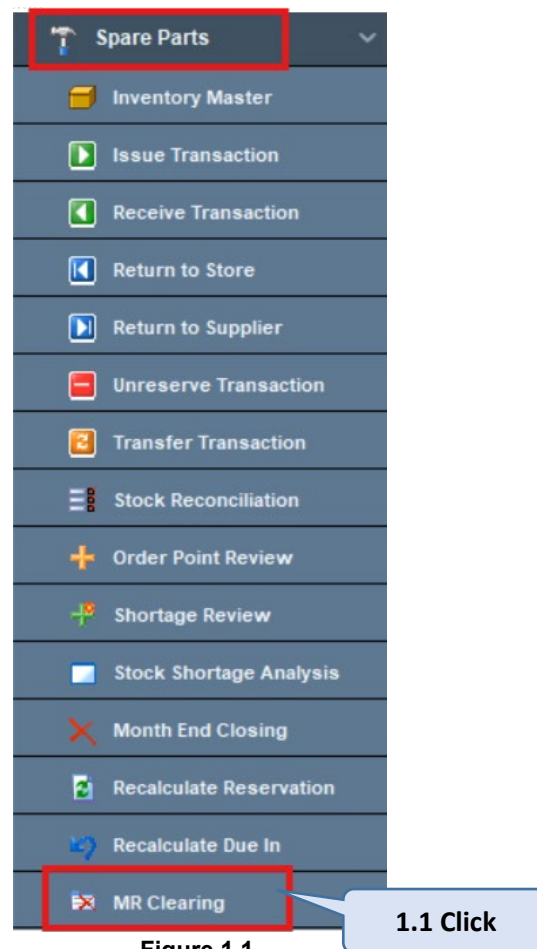 Spare Parts
Inventory Master
Issue Transaction
Receive Transaction
Return to Store
Return to Supplier
Unreserve Transaction
Transfer Transaction
Stock Reconciliation
Order Point Review
Shortage Review
Stock Shortage Analysis
Month End Closing
Recalculate Reservation
Recalculate Due In
MR Clearing
1.1 Click
Figure 1.1